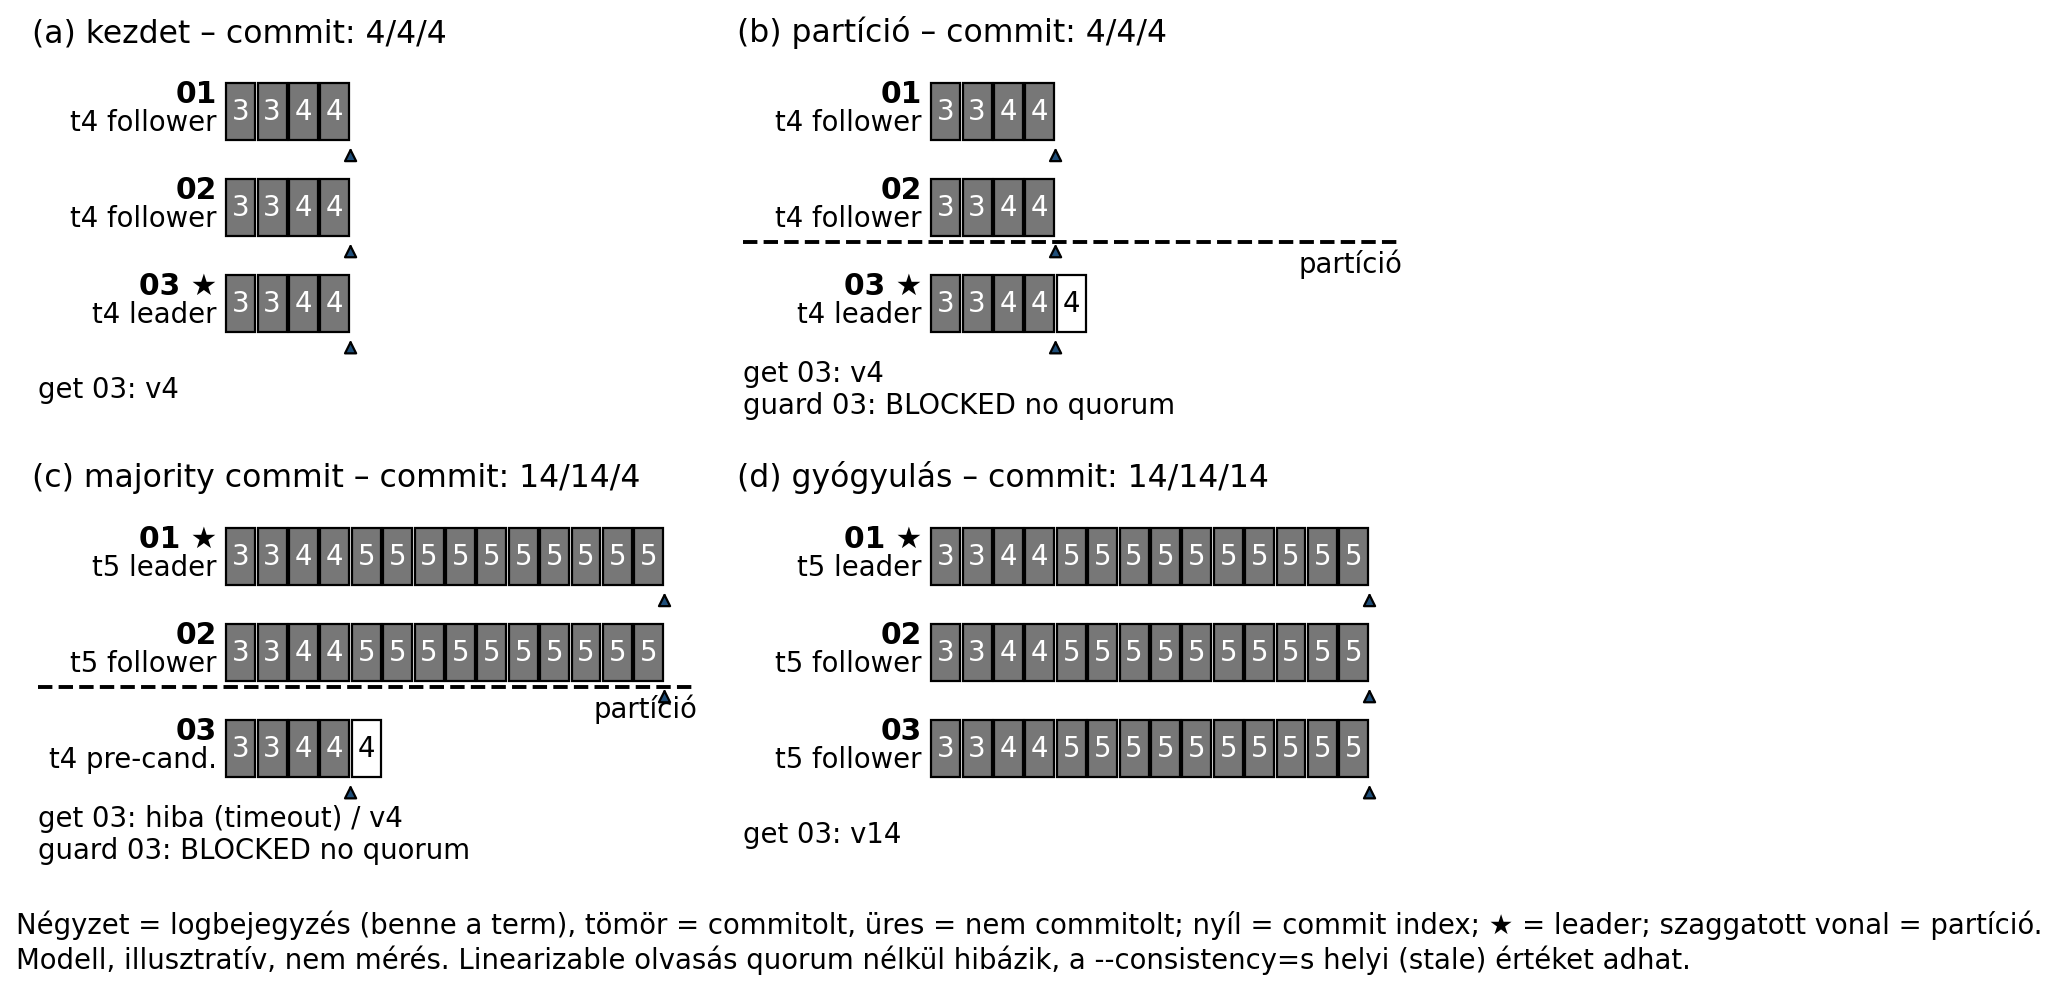 (a) kezdet – commit: 4/4/4
01
t4 follower
3 3 4 4
02
t4 follower
3 3 4 4
03 ★
t4 leader
3 3 4 4
get 03: v4
(b) partíció – commit: 4/4/4
01
t4 follower
3 3 4 4
02
t4 follower
3 3 4 4
partíció
03 ★
t4 leader
3 3 4 4 4
get 03: v4
guard 03: BLOCKED no quorum
(c) majority commit – commit: 14/14/4
01 ★
t5 leader
3 3 4 4 5 5 5 5 5 5 5 5 5 5
02
t5 follower
3 3 4 4 5 5 5 5 5 5 5 5 5 5
partíció
03
t4 pre-cand.
3 3 4 4 4
get 03: hiba (timeout) / v4
guard 03: BLOCKED no quorum
(d) gyógyulás – commit: 14/14/14
01 ★
t5 leader
3 3 4 4 5 5 5 5 5 5 5 5 5 5
02
t5 follower
3 3 4 4 5 5 5 5 5 5 5 5 5 5
03
t5 follower
3 3 4 4 5 5 5 5 5 5 5 5 5 5
get 03: v14
Négyzet = logbejegyzés (benne a term), tömör = commitolt, üres = nem commitolt; nyíl = commit index; ★ = leader; szaggatott vonal = partíció.
Modell, illusztratív, nem mérés. Linearizable olvasás quorum nélkül hibázik, a --consistency=s helyi (stale) értéket adhat.